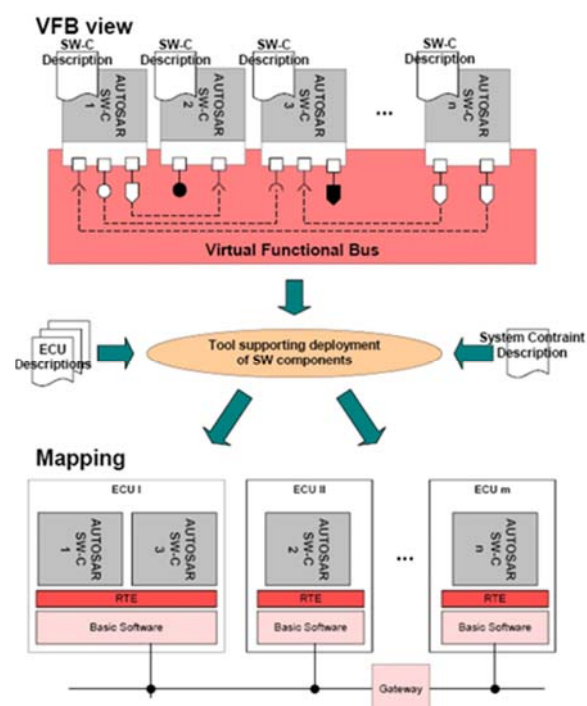 VFB view
SW-C
Description
AUTOSAR
SW-C
1
SW-C
Description
AUTOSAR
SW-C
2
SW-C
Description
AUTOSAR
SW-C
3
...
SW-C
Description
AUTOSAR
SW-C
n
Virtual Functional Bus
ECU
Descriptions
Tool supporting deployment
of SW components
System Contraint
Description
Mapping
ECU I
AUTOSAR
SW-C
1
AUTOSAR
SW-C
3
RTE
Basic Software
ECU II
AUTOSAR
SW-C
2
RTE
Basic Software
...
ECU m
AUTOSAR
SW-C
n
RTE
Basic Software
Gateway